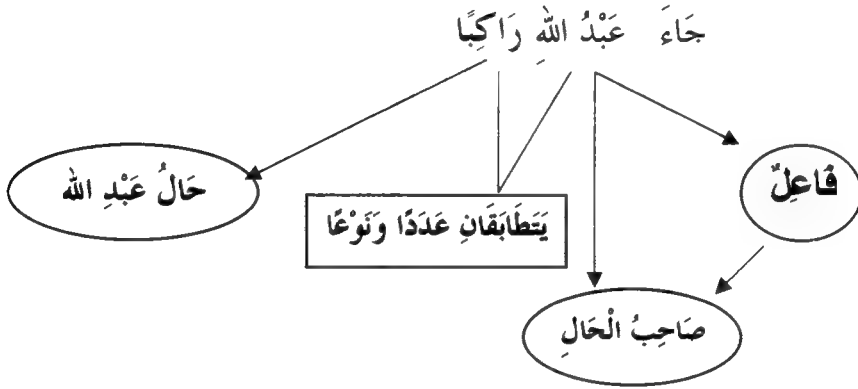 جَاءَ عَبْدُ اللهِ رَاكِبًا
فَاعِلٌ
حَالُ عَبْدِ الله
يَتَطَابَقَانِ عَدَدًا وَنَوْعًا
صَاحِبُ الْحَالِ